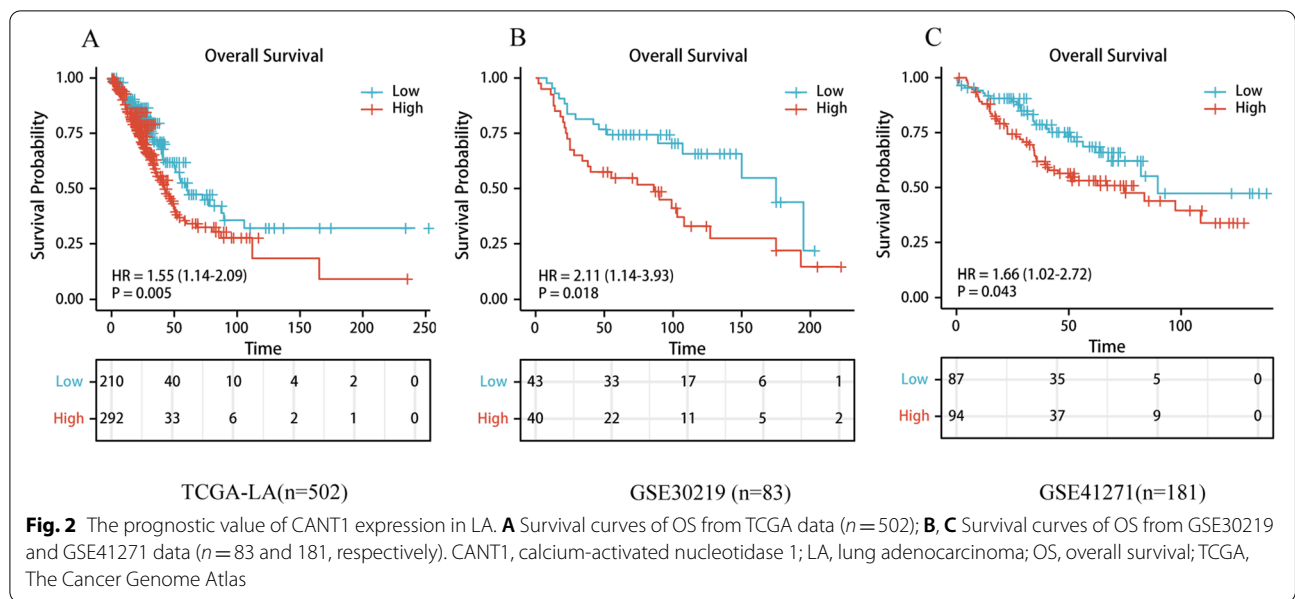 A
Overall Survival
1.00
0.75
0.50
0.25
0.00
Survival Probability
Low
High
HR = 1.55 (1.14-2.09)
P = 0.005
0 50 100 150 200 250
Time
Low 210 40 10 4 2 0
High 292 33 6 2 1 0
TCGA-LA(n=502)
B
Overall Survival
1.00
0.75
0.50
0.25
0.00
Survival Probability
Low
High
HR = 2.11 (1.14-3.93)
P = 0.018
0 50 100 150 200
Time
Low 43 33 17 6 1
High 40 22 11 5 2
GSE30219 (n=83)
C
Overall Survival
1.00
0.75
0.50
0.25
0.00
Survival Probability
Low
High
HR = 1.66 (1.02-2.72)
P = 0.043
0 50 100
Time
Low 87 35 5 0
High 94 37 9 0
GSE41271(n=181)
Fig. 2 The prognostic value of CANT1 expression in LA. A Survival curves of OS from TCGA data (n = 502); B, C Survival curves of OS from GSE30219
and GSE41271 data (n = 83 and 181, respectively). CANT1, calcium-activated nucleotidase 1; LA, lung adenocarcinoma; OS, overall survival; TCGA,
The Cancer Genome Atlas